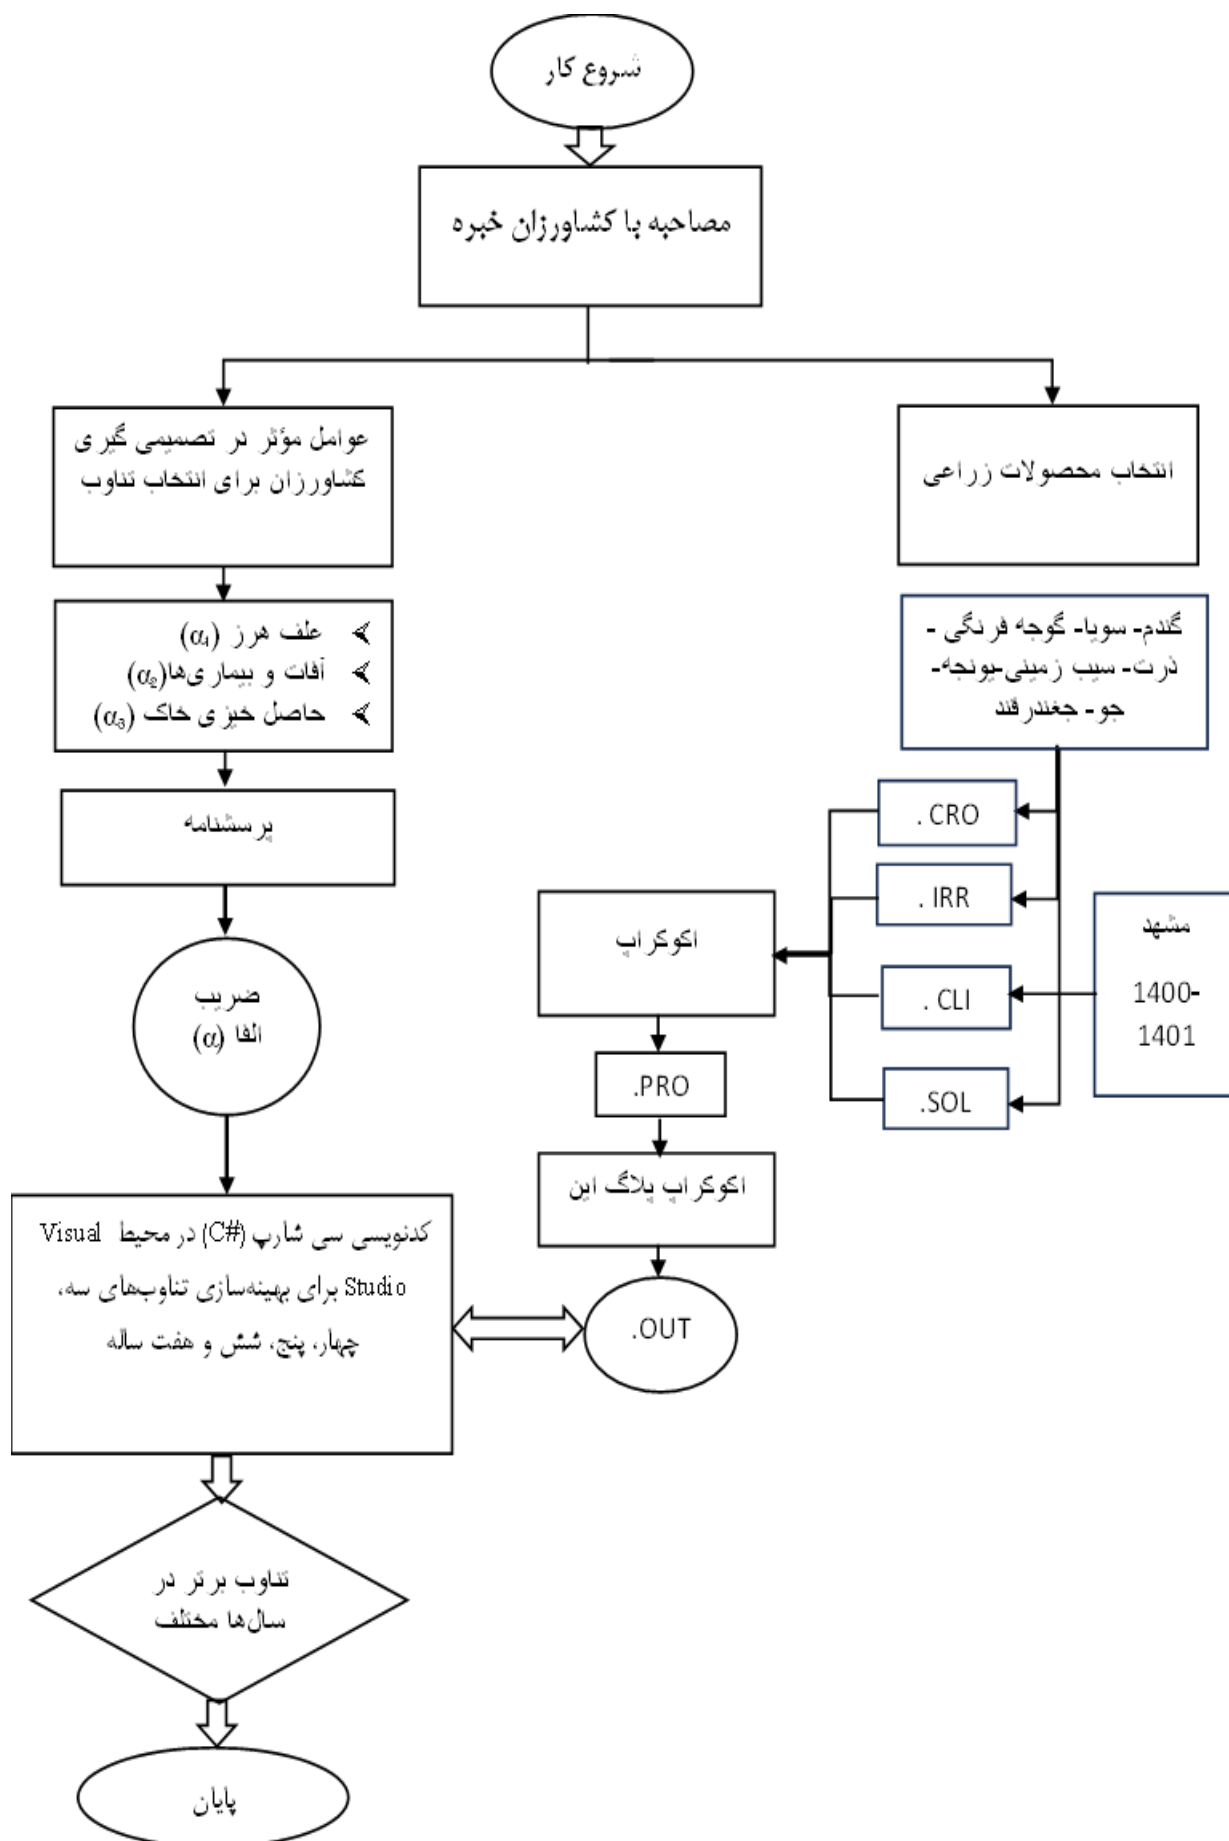 شروع کار
مصاحبه با کشاورزان خبره
انتخاب محصولات زراعی
عوامل مؤثر در تصمیمی گیری
کشاورزان برای انتخاب تناوب
علف هرز (α₁)
آفات و بیماری‌ها(α₂)
حاصل خیزی خاک (α₃)
پرسشنامه
ضریب
الفا (α)
گندم- سویا- گوجه فرنگی -
ذرت- سیب زمینی-یونجه-
جو- چغندرقند
. CRO
. IRR
. CLI
.SOL
مشهد
1400-
1401
اکوکراپ
.PRO
اکوکراپ پلاگ این
.OUT
کدنویسی سی شارپ (C#) در محیط Visual
Studio برای بهینه‌سازی تناوب‌های سه،
چهار، پنج، شش و هفت ساله
تناوب برتر در
سال‌ها مختلف
پایان